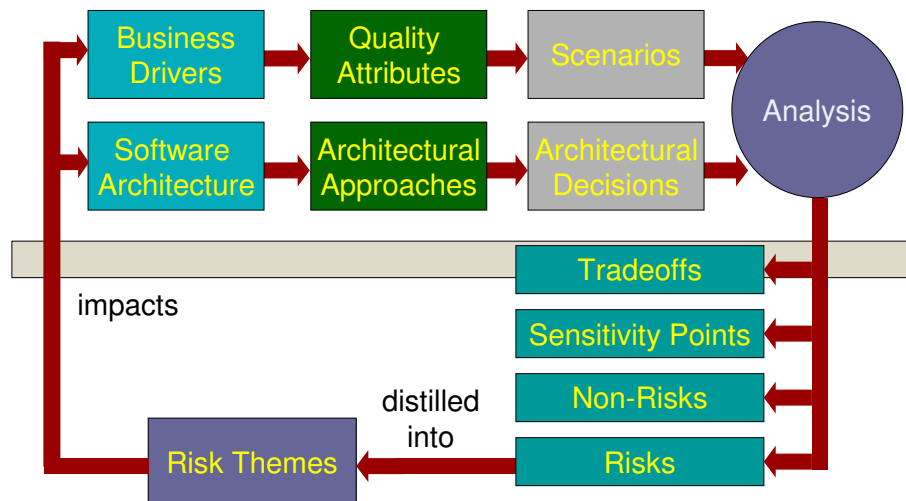 Business
Drivers
Quality
Attributes
Scenarios
Analysis
Software
Architecture
Architectural
Approaches
Architectural
Decisions
Tradeoffs
impacts
Sensitivity Points
Non-Risks
distilled
into
Risk Themes
Risks